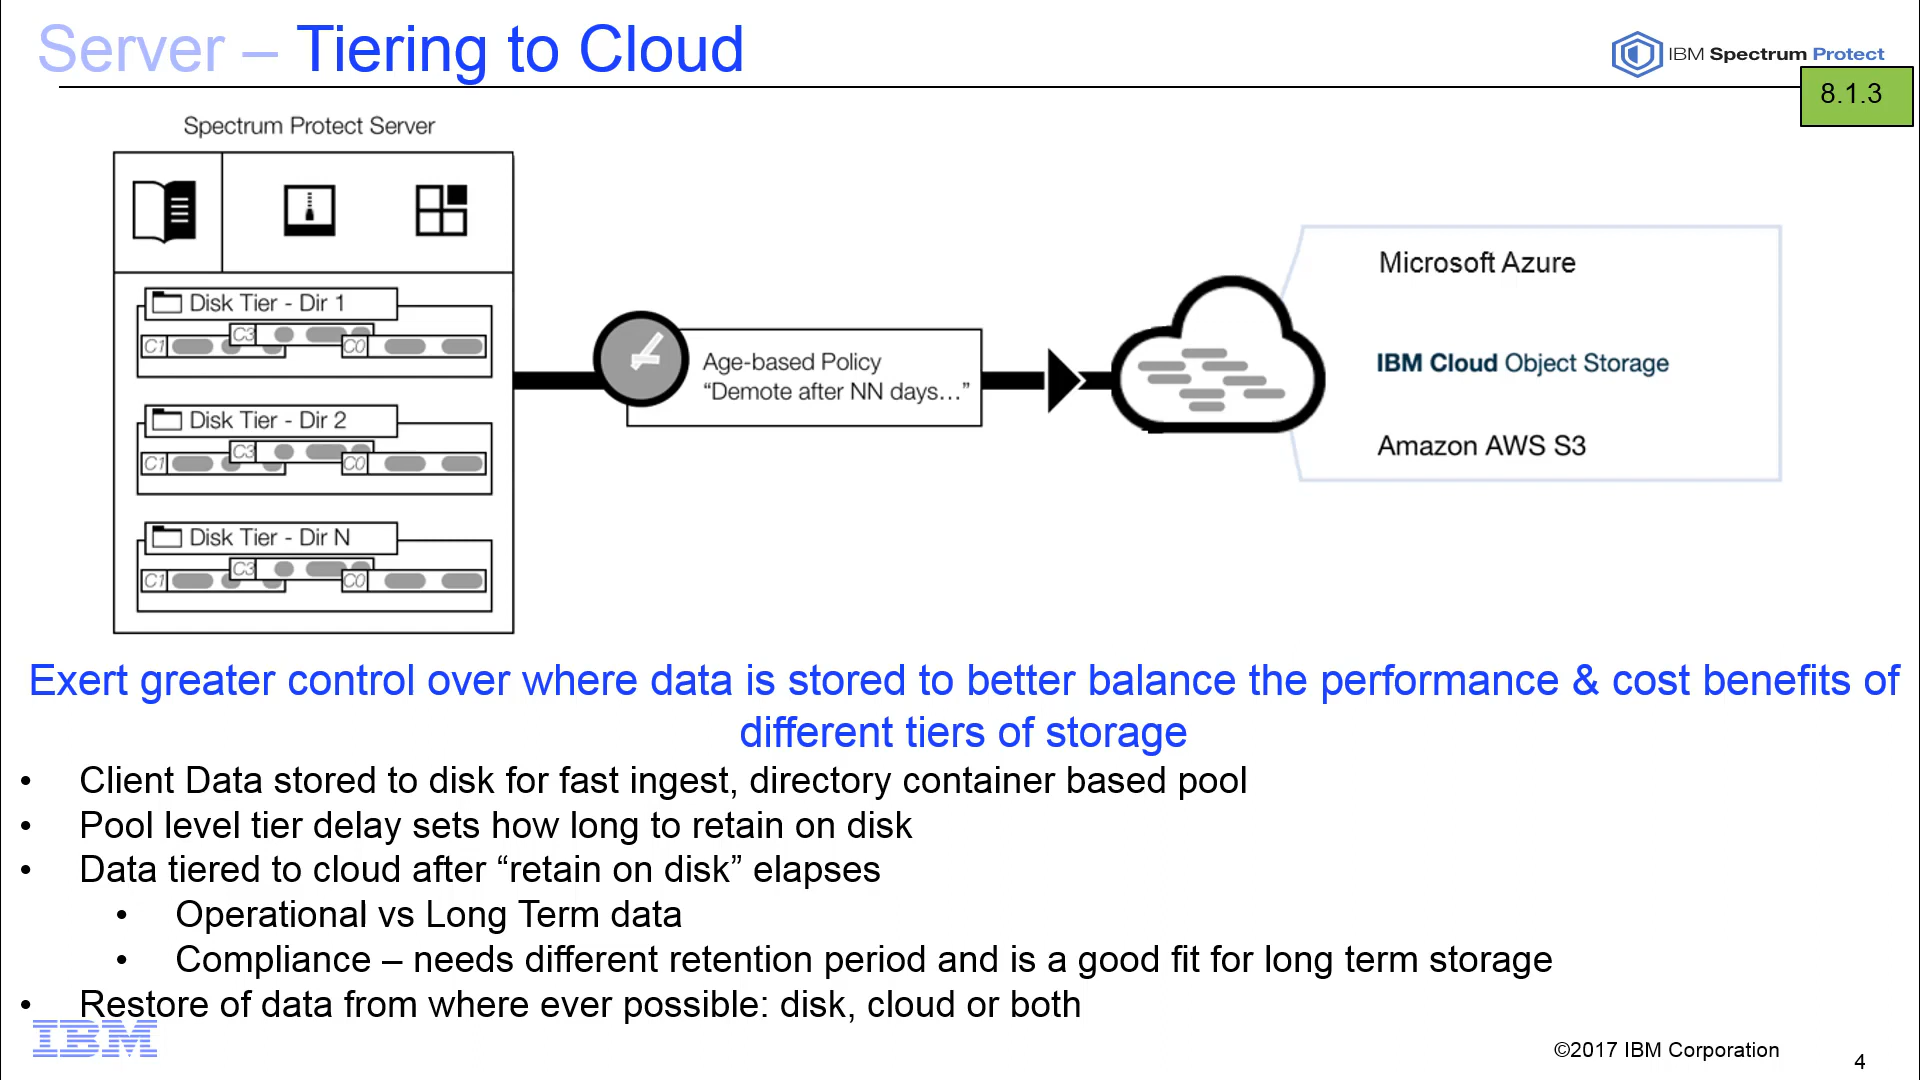 Server – Tiering to Cloud
IBM Spectrum Protect
8.1.3
Spectrum Protect Server
Disk Tier - Dir 1
C1
C3
C0
Disk Tier - Dir 2
C1
C3
C0
Disk Tier - Dir N
C1
C3
C0
Age-based Policy
“Demote after NN days…”
Microsoft Azure
IBM Cloud Object Storage
Amazon AWS S3
Exert greater control over where data is stored to better balance the performance & cost benefits of
different tiers of storage
• Client Data stored to disk for fast ingest, directory container based pool
• Pool level tier delay sets how long to retain on disk
• Data tiered to cloud after “retain on disk” elapses
• Operational vs Long Term data
• Compliance – needs different retention period and is a good fit for long term storage
• Restore of data from where ever possible: disk, cloud or both
IBM
©2017 IBM Corporation
4